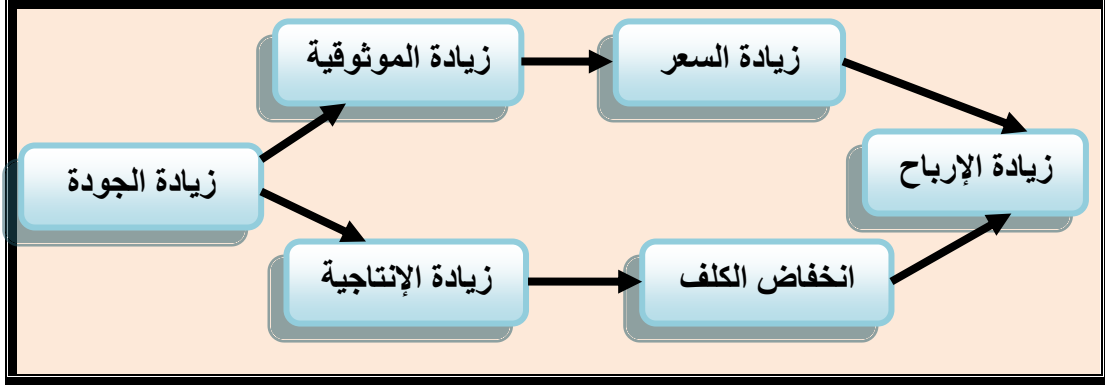 زيادة الموثوقية
زيادة السعر
زيادة الجودة
زيادة الإرباح
زيادة الإنتاجية
انخفاض الكلف